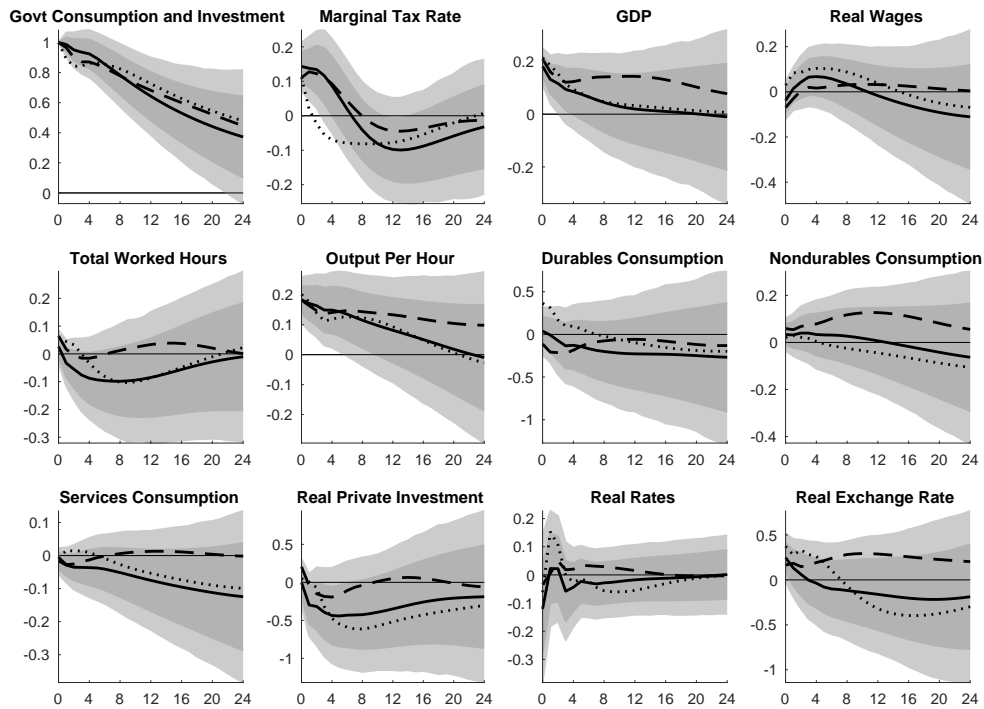 Govt Consumption and Investment
1
0.8
0.6
0.4
0.2
0
0 4 8 12 16 20 24
Marginal Tax Rate
0.2
0.1
0
-0.1
-0.2
0 4 8 12 16 20 24
GDP
0.2
0
-0.2
0 4 8 12 16 20 24
Real Wages
0.2
0
-0.2
-0.4
0 4 8 12 16 20 24
Total Worked Hours
0.2
0.1
0
-0.1
-0.2
-0.3
0 4 8 12 16 20 24
Output Per Hour
0.2
0
-0.2
0 4 8 12 16 20 24
Durables Consumption
0.5
0
-0.5
-1
0 4 8 12 16 20 24
Nondurables Consumption
0.2
0
-0.2
-0.4
0 4 8 12 16 20 24
Services Consumption
0.1
0
-0.1
-0.2
-0.3
0 4 8 12 16 20 24
Real Private Investment
0.5
0
-0.5
-1
0 4 8 12 16 20 24
Real Rates
0.2
0.1
0
-0.1
-0.2
-0.3
0 4 8 12 16 20 24
Real Exchange Rate
0.5
0
-0.5
-1
0 4 8 12 16 20 24